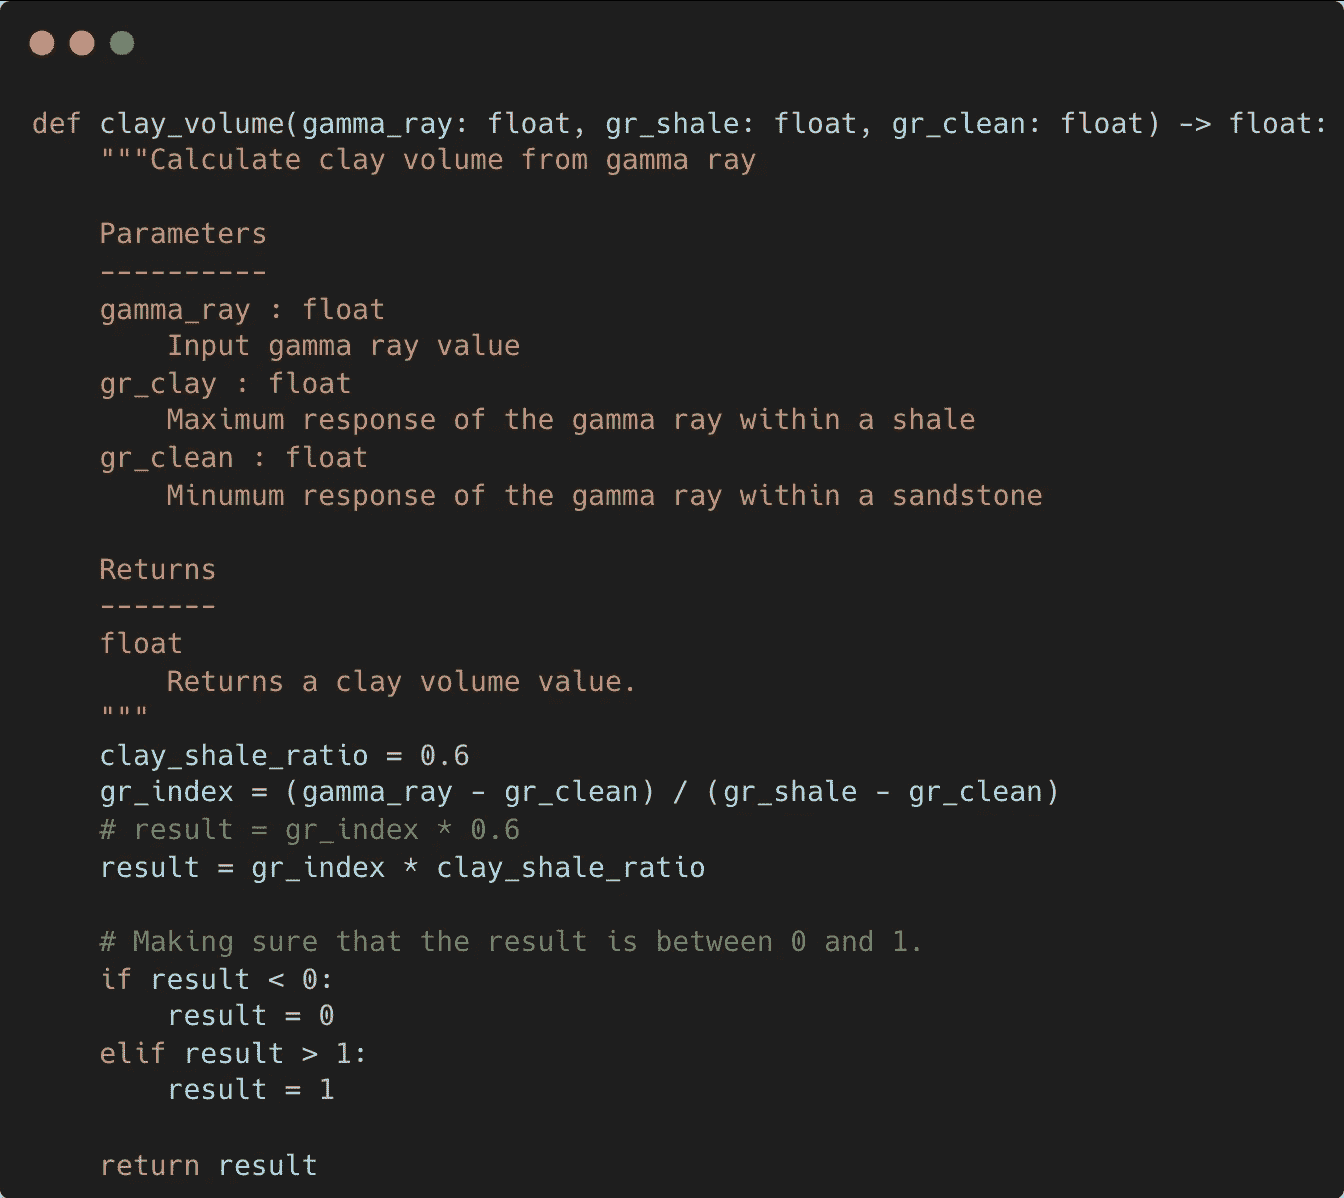 def clay_volume(gamma_ray: float, gr_shale: float, gr_clean: float) -> float:
    """Calculate clay volume from gamma ray

    Parameters
    ----------
    gamma_ray : float
        Input gamma ray value
    gr_clay : float
        Maximum response of the gamma ray within a shale
    gr_clean : float
        Minumum response of the gamma ray within a sandstone

    Returns
    -------
    float
        Returns a clay volume value.
    """
    clay_shale_ratio = 0.6
    gr_index = (gamma_ray - gr_clean) / (gr_shale - gr_clean)
    # result = gr_index * 0.6
    result = gr_index * clay_shale_ratio

    # Making sure that the result is between 0 and 1.
    if result < 0:
        result = 0
    elif result > 1:
        result = 1

    return result